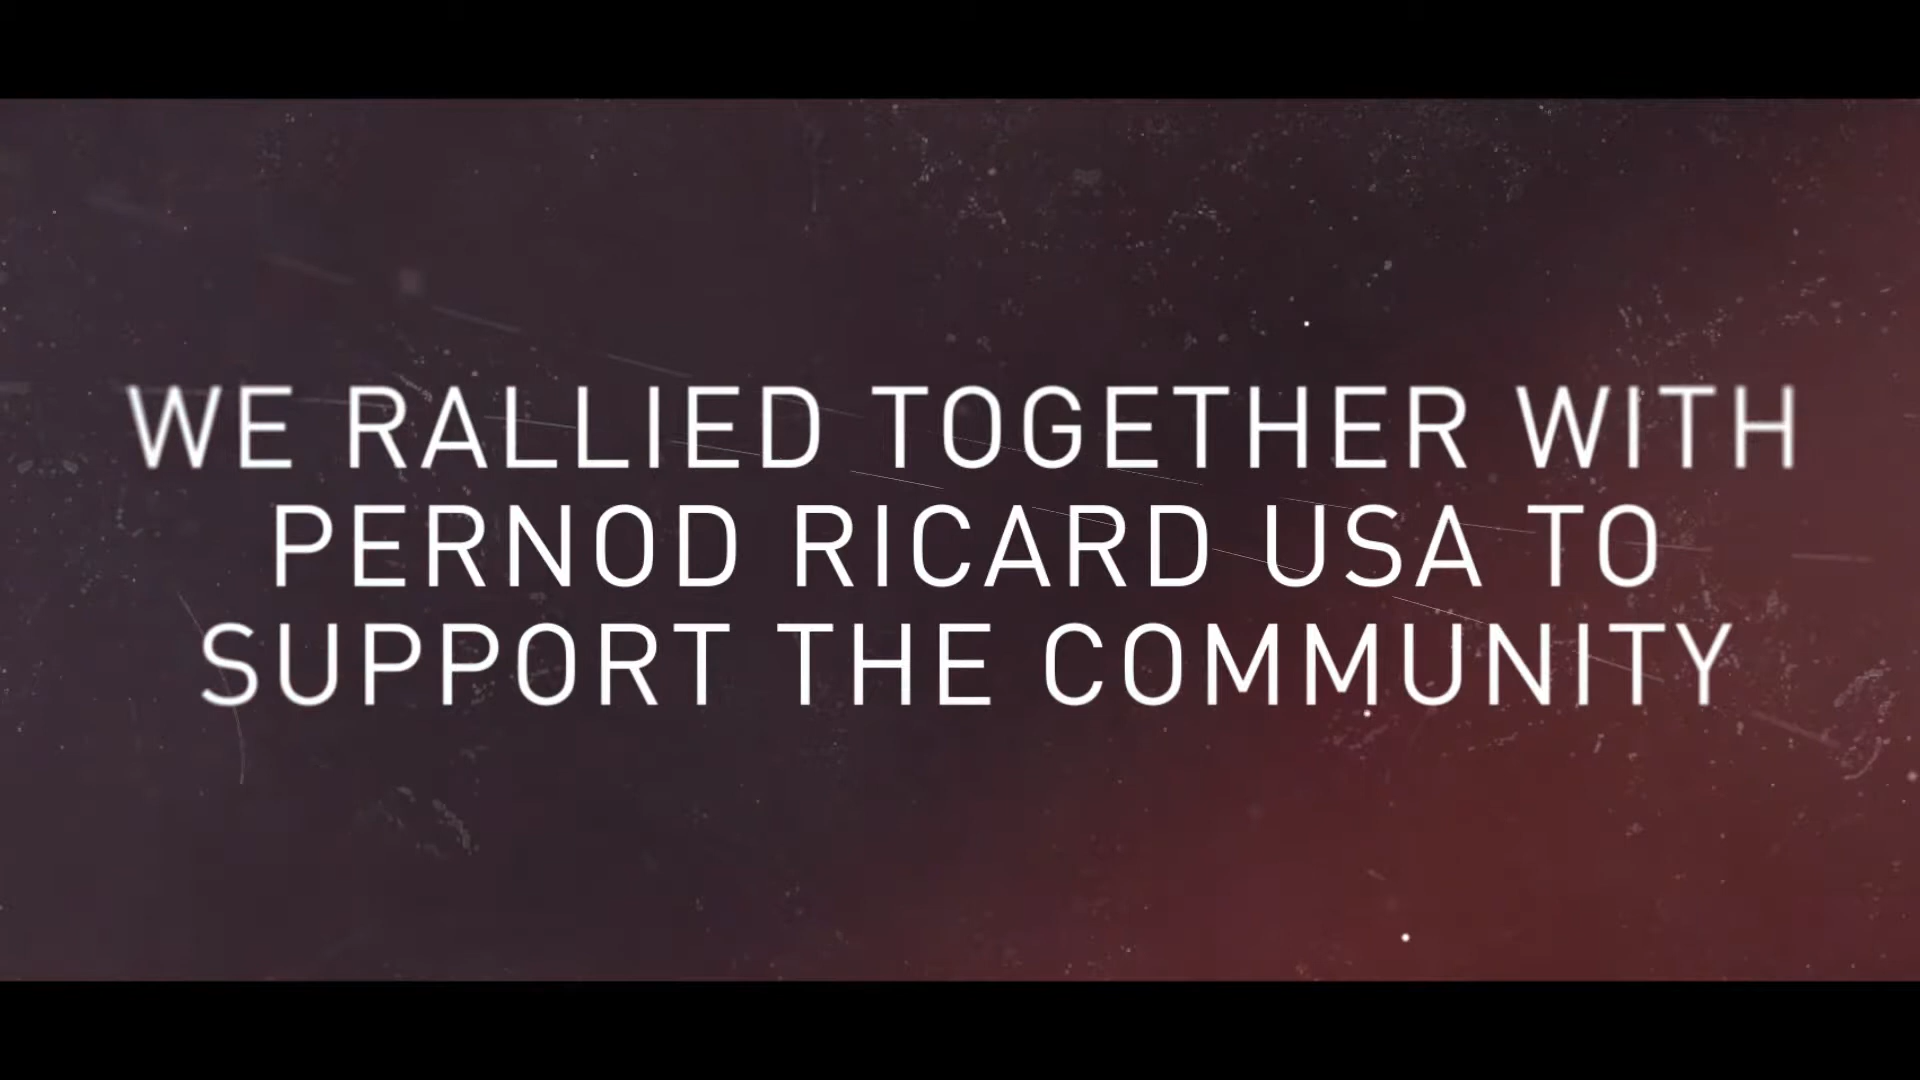 WE RALLIED TOGETHER WITH
PERNOD RICARD USA TO
SUPPORT THE COMMUNITY